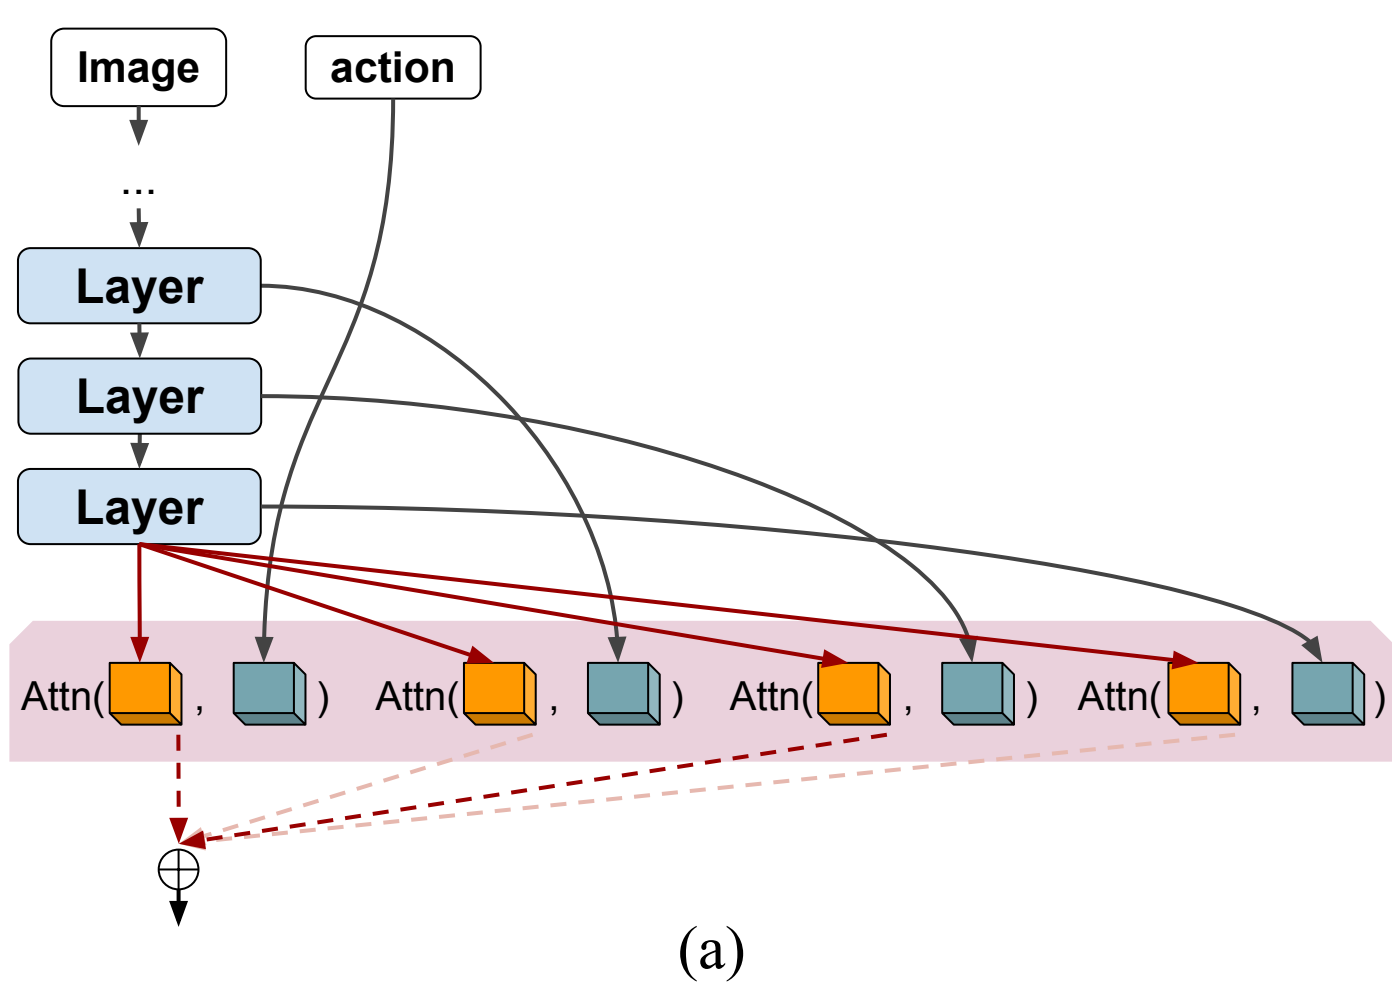 Image
action
...
Layer
Layer
Layer
Attn( , ) Attn( , ) Attn( , ) Attn( , )
(a)